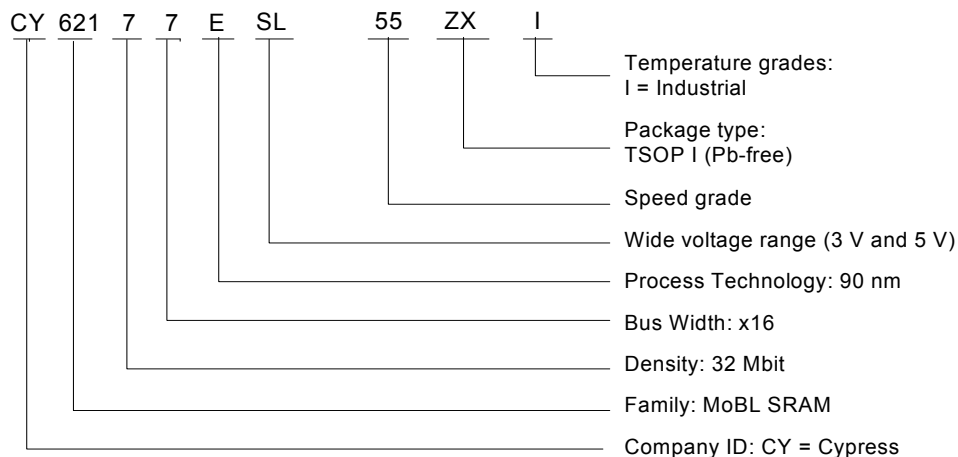 CY 621 7 7 E SL 55 ZX I
Temperature grades:
I = Industrial
Package type:
TSOP I (Pb-free)
Speed grade
Wide voltage range (3 V and 5 V)
Process Technology: 90 nm
Bus Width: x16
Density: 32 Mbit
Family: MoBL SRAM
Company ID: CY = Cypress